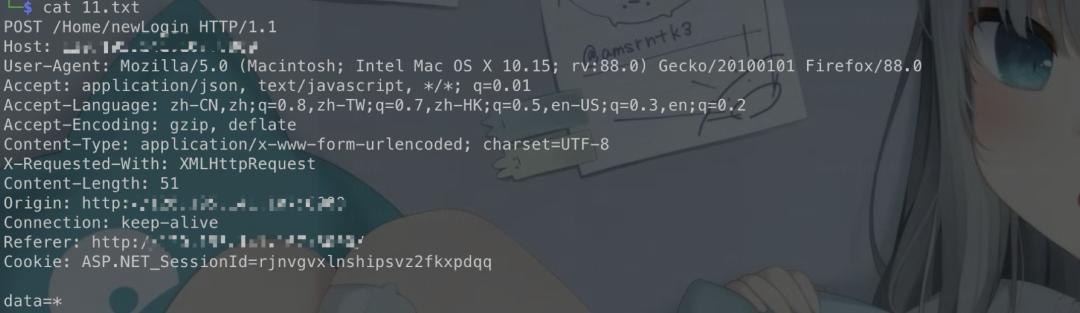 └─$ cat 11.txt
POST /Home/newLogin HTTP/1.1
Host:
User-Agent: Mozilla/5.0 (Macintosh; Intel Mac OS X 10.15; rv:88.0) Gecko/20100101 Firefox/88.0
Accept: application/json, text/javascript, */*; q=0.01
Accept-Language: zh-CN,zh;q=0.8,zh-TW;q=0.7,zh-HK;q=0.5,en-US;q=0.3,en;q=0.2
Accept-Encoding: gzip, deflate
Content-Type: application/x-www-form-urlencoded; charset=UTF-8
X-Requested-With: XMLHttpRequest
Content-Length: 51
Origin: http:
Connection: keep-alive
Referer: http:/
Cookie: ASP.NET_SessionId=rjnvgvxlnshipsvz2fkxpdqq
data=*
@amsrntk3